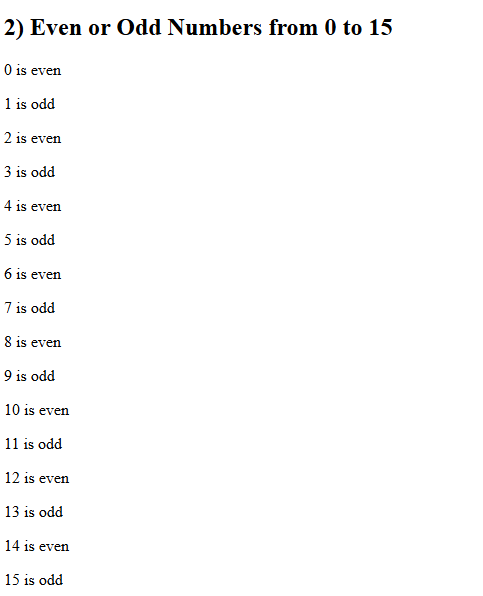 2) Even or Odd Numbers from 0 to 15
0 is even
1 is odd
2 is even
3 is odd
4 is even
5 is odd
6 is even
7 is odd
8 is even
9 is odd
10 is even
11 is odd
12 is even
13 is odd
14 is even
15 is odd